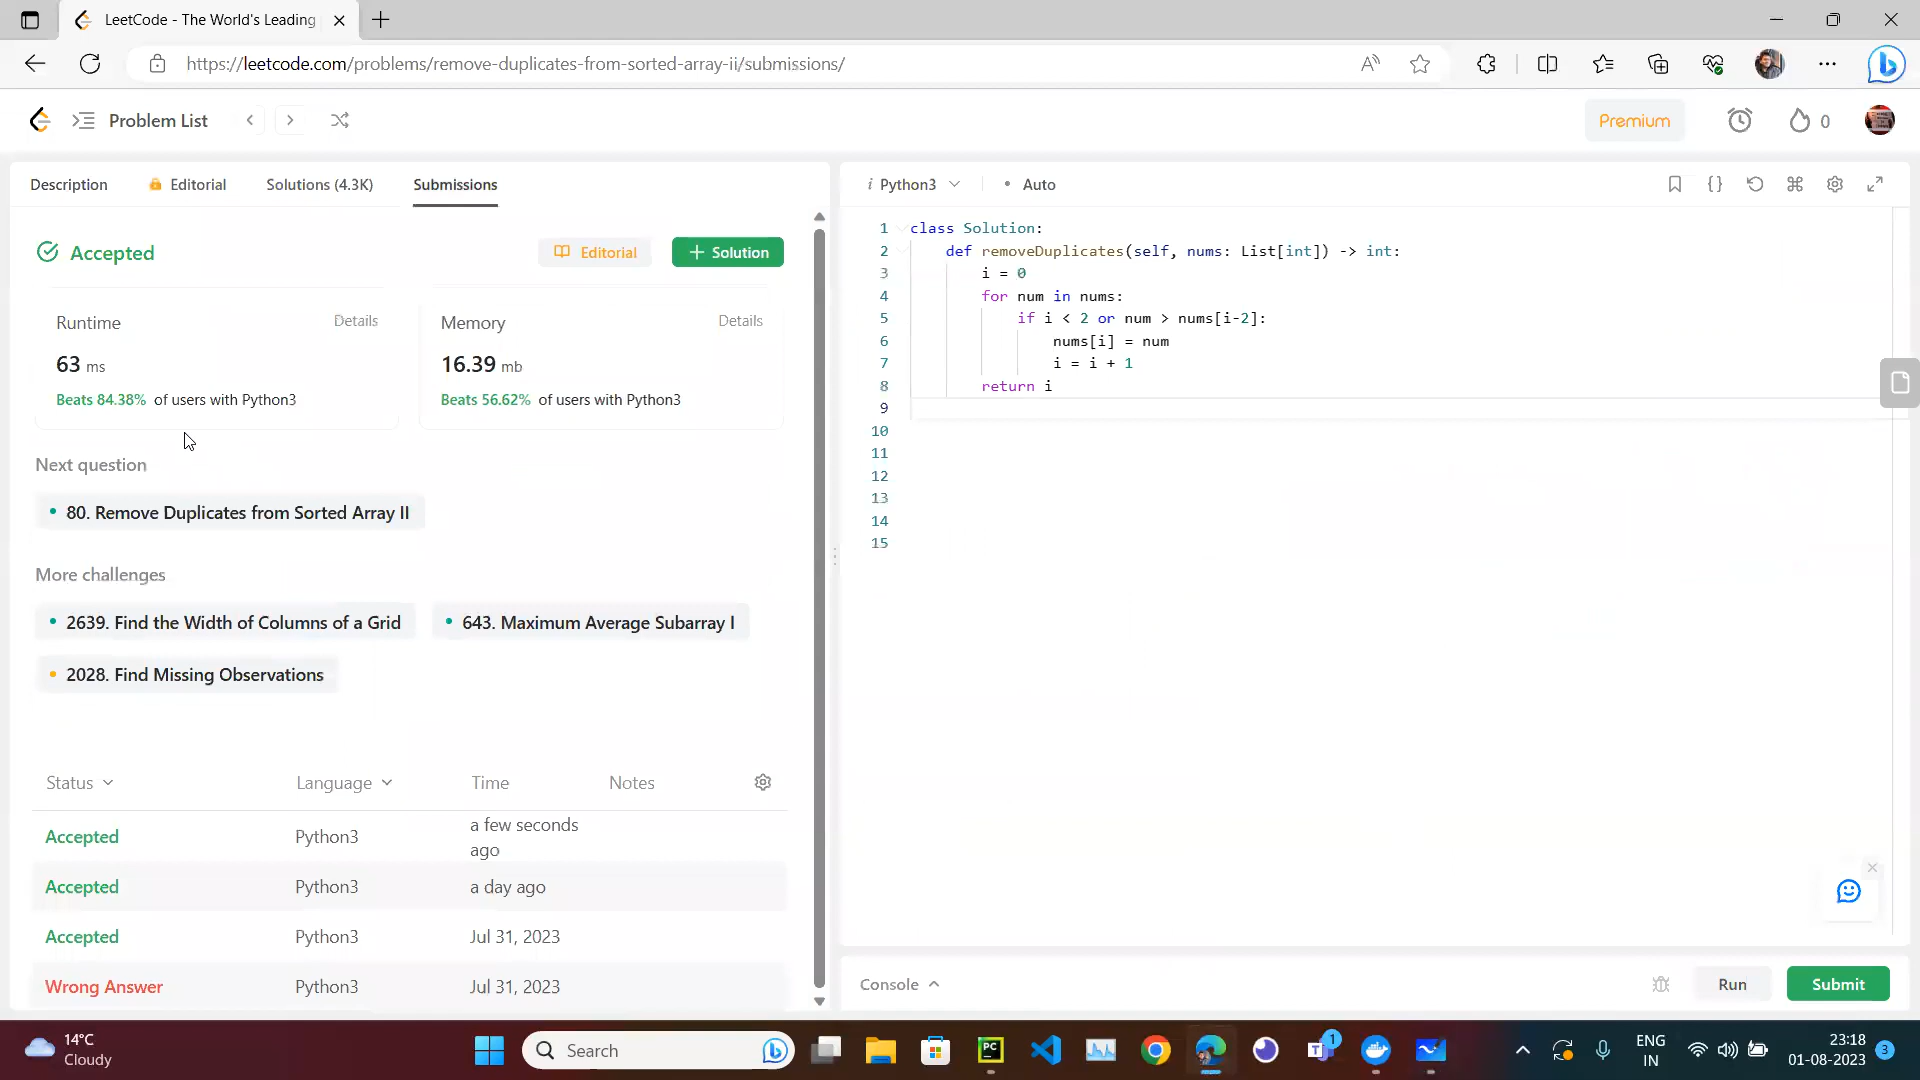 LeetCode - The World's Leading
https://leetcode.com/problems/remove-duplicates-from-sorted-array-ii/submissions/
Problem List
Premium
0
Description
Editorial
Solutions (4.3K)
Submissions
Accepted
Editorial
+ Solution
Runtime
Details
63 ms
Beats 84.38% of users with Python3
Memory
Details
16.39 mb
Beats 56.62% of users with Python3
Next question
80. Remove Duplicates from Sorted Array II
More challenges
2639. Find the Width of Columns of a Grid
643. Maximum Average Subarray I
2028. Find Missing Observations
Status
Language
Time
Notes
Accepted
Python3
a few seconds
ago
Accepted
Python3
a day ago
Accepted
Python3
Jul 31, 2023
Wrong Answer
Python3
Jul 31, 2023
i Python3
• Auto
1 class Solution:
2 def removeDuplicates(self, nums: List[int]) -> int:
3 i = 0
4 for num in nums:
5 if i < 2 or num > nums[i-2]:
6 nums[i] = num
7 i = i + 1
8 return i
9
10
11
12
13
14
15
Console
Run
Submit
14°C
Cloudy
Search
PC
1
ENG
IN
23:18
01-08-2023
3